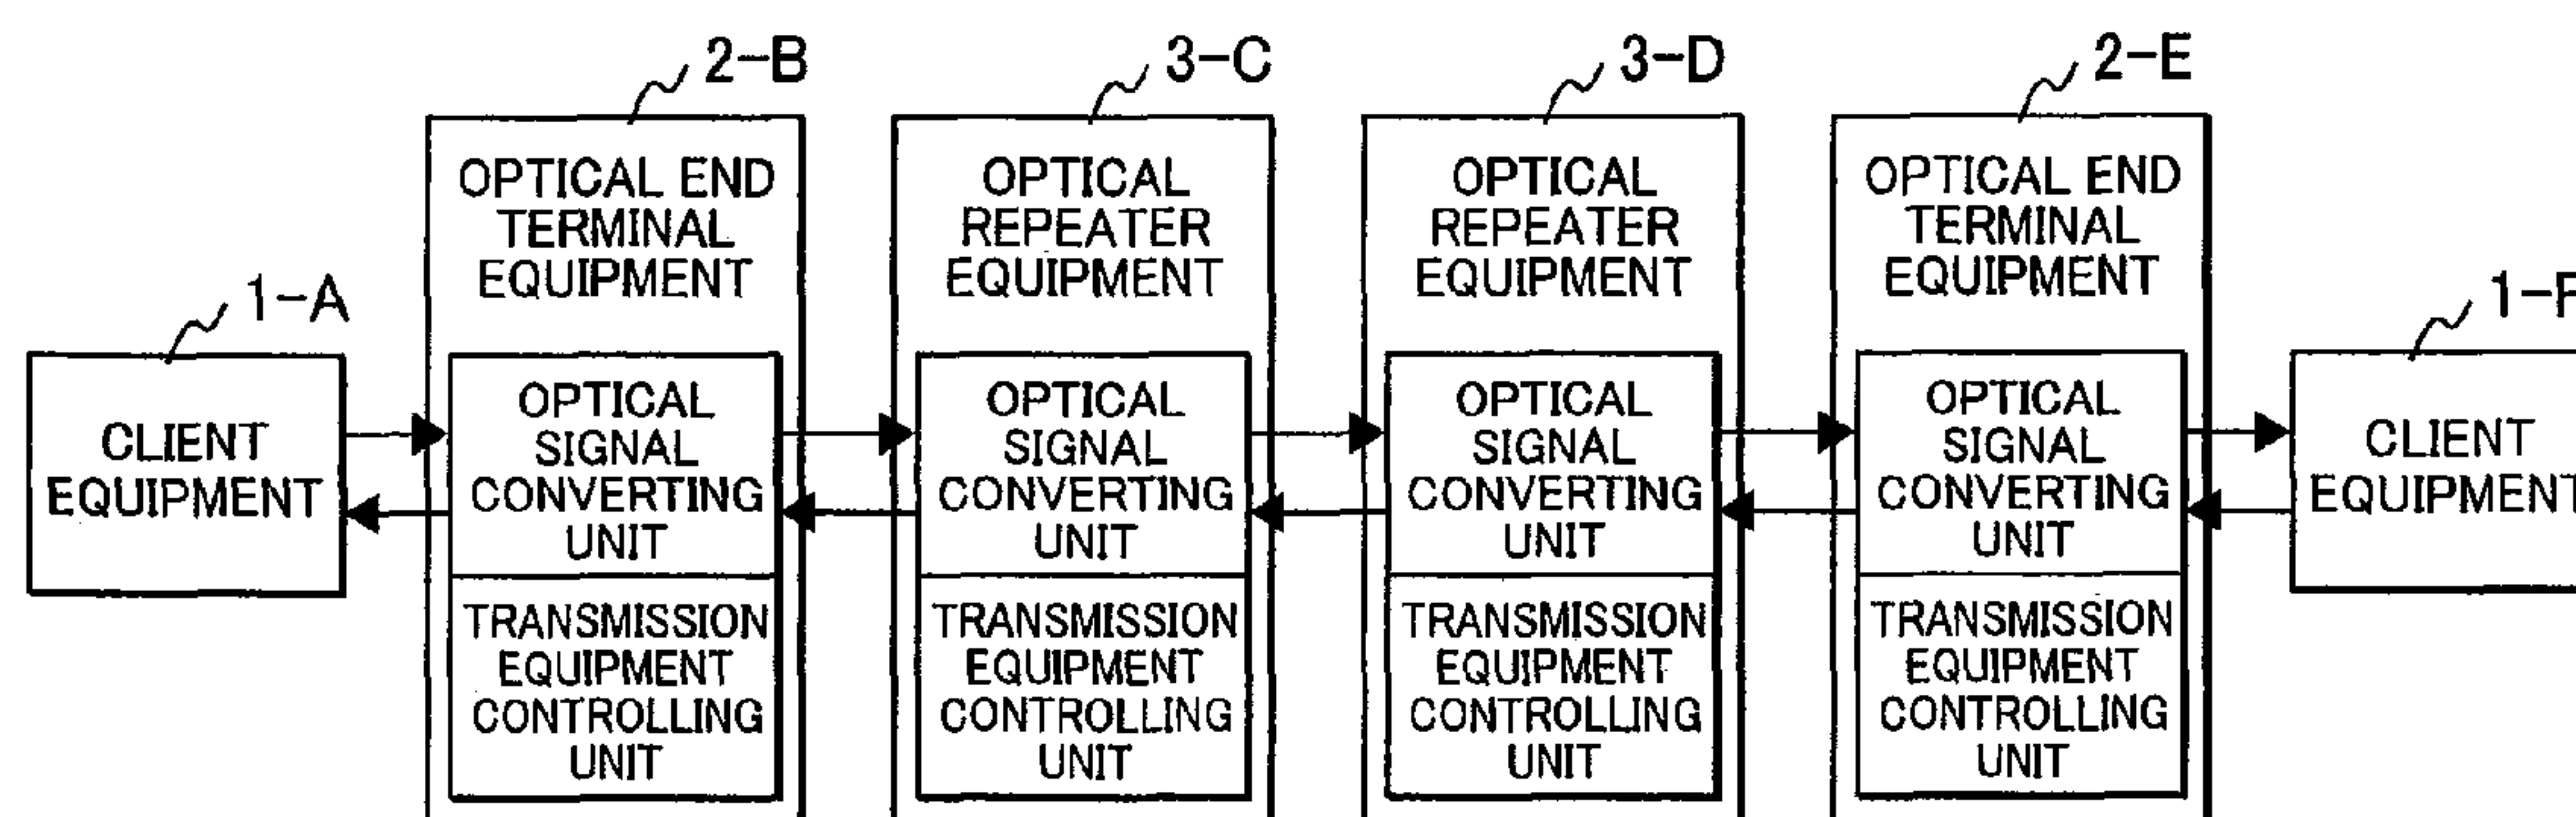 2-B
3-C
3-D
2-E
OPTICAL END
TERMINAL
EQUIPMENT
OPTICAL
REPEATER
EQUIPMENT
OPTICAL
REPEATER
EQUIPMENT
OPTICAL END
TERMINAL
EQUIPMENT
1-A
1-F
CLIENT
EQUIPMENT
OPTICAL
SIGNAL
CONVERTING
UNIT
OPTICAL
SIGNAL
CONVERTING
UNIT
OPTICAL
SIGNAL
CONVERTING
UNIT
OPTICAL
SIGNAL
CONVERTING
UNIT
CLIENT
EQUIPMENT
TRANSMISSION
EQUIPMENT
CONTROLLING
UNIT
TRANSMISSION
EQUIPMENT
CONTROLLING
UNIT
TRANSMISSION
EQUIPMENT
CONTROLLING
UNIT
TRANSMISSION
EQUIPMENT
CONTROLLING
UNIT